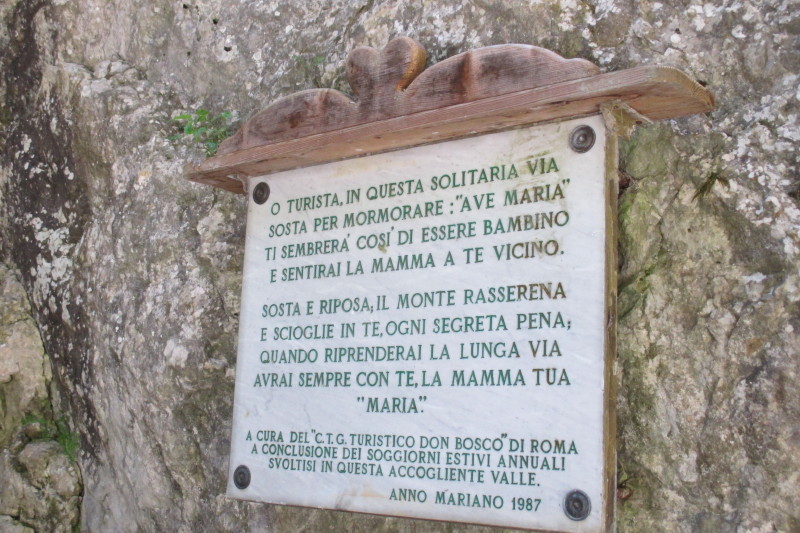 O TURISTA, IN QUESTA SOLITARIA VIA
SOSTA PER MORMORARE : "AVE MARIA"
TI SEMBRERA' COSI' DI ESSERE BAMBINO
E SENTIRAI LA MAMMA A TE VICINO.
SOSTA E RIPOSA, IL MONTE RASSERENA
E SCIOGLIE IN TE, OGNI SEGRETA PENA;
QUANDO RIPRENDERAI LA LUNGA VIA
AVRAI SEMPRE CON TE, LA MAMMA TUA
"MARIA".
A CURA DEL "C.T.G. TURISTICO DON BOSCO" DI ROMA
A CONCLUSIONE DEI SOGGIORNI ESTIVI ANNUALI
SVOLTISI IN QUESTA ACCOGLIENTE VALLE.
ANNO MARIANO 1987